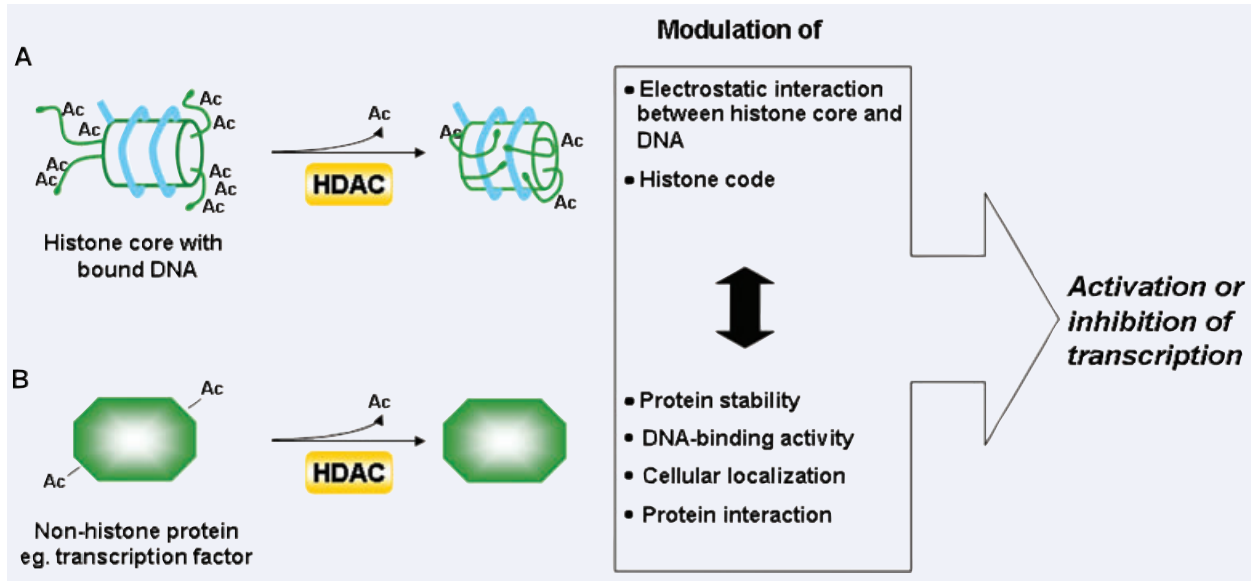 Modulation of
A
Ac
Ac
Ac
Ac
Ac
Ac
Ac
Ac
Ac
Ac
HDAC
Ac
Ac
Ac
Histone core with
bound DNA
• Electrostatic interaction
between histone core and
DNA
• Histone code
Activation or
inhibition of
transcription
B
Ac
Ac
Ac
HDAC
Non-histone protein
eg. transcription factor
• Protein stability
• DNA-binding activity
• Cellular localization
• Protein interaction